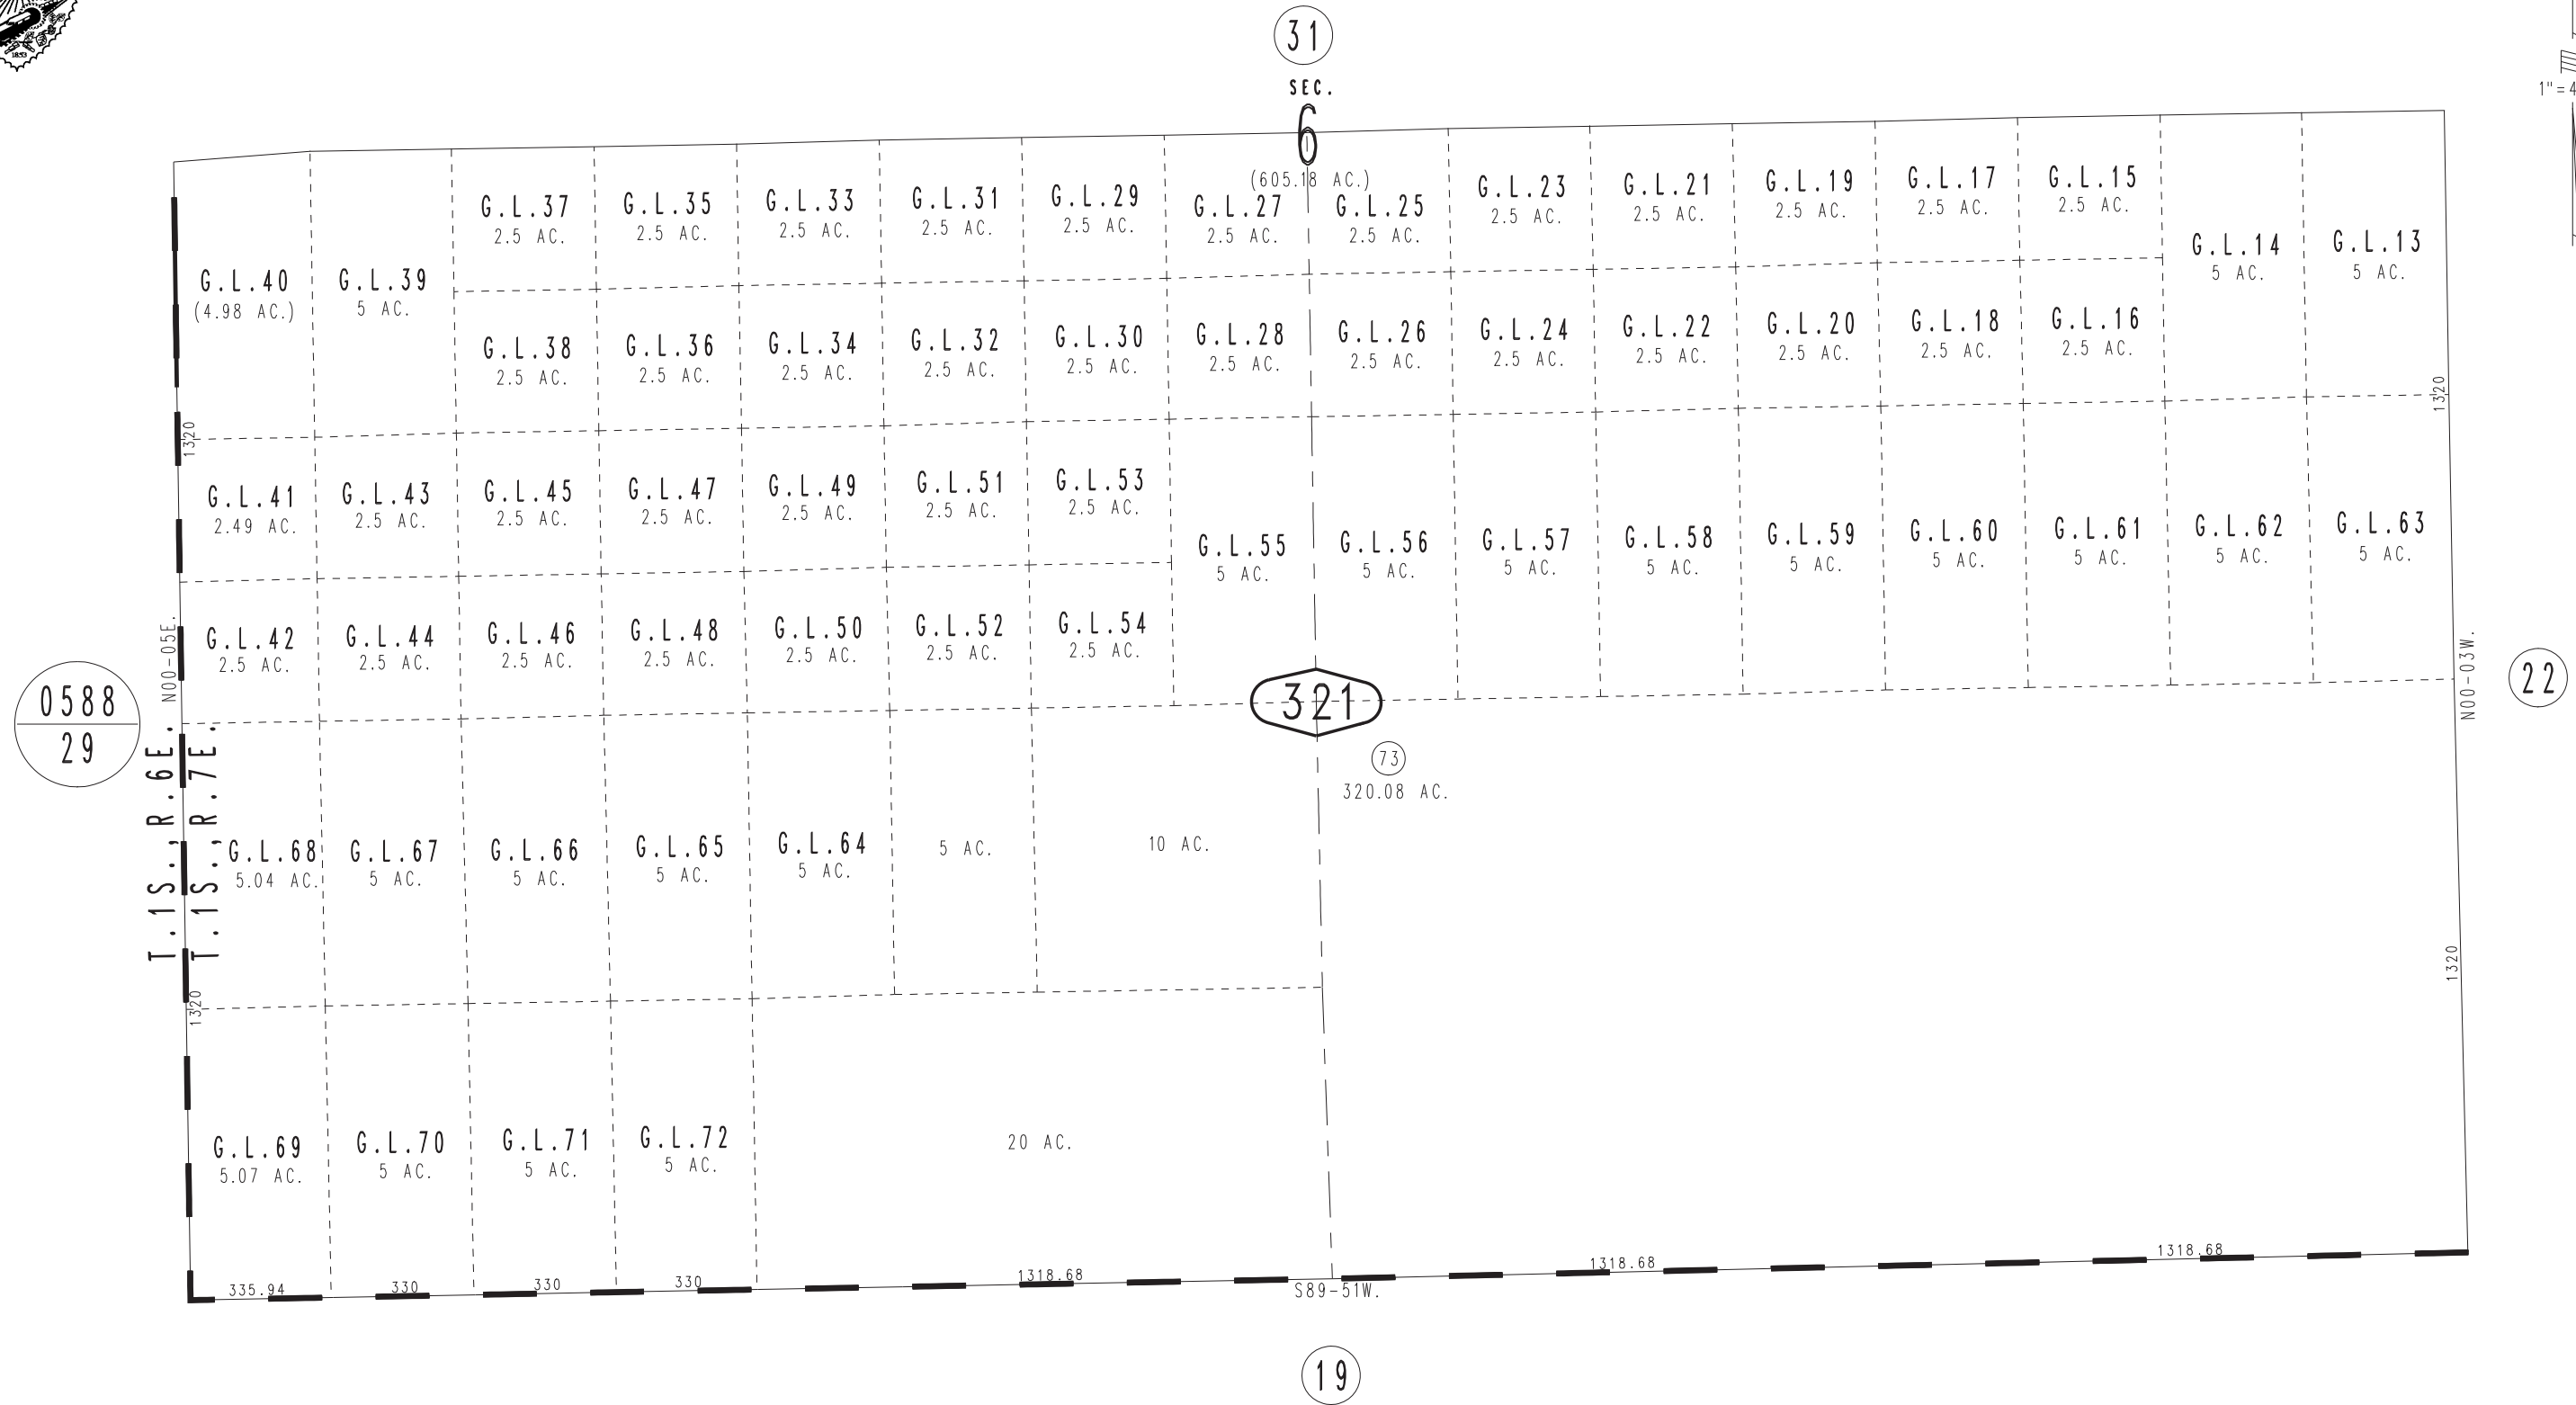 31
SEC.
6
(605.18 AC.)
1853
G.L.40
(4.98 AC.)
G.L.39
5 AC.
G.L.37
2.5 AC.
G.L.35
2.5 AC.
G.L.33
2.5 AC.
G.L.31
2.5 AC.
G.L.29
2.5 AC.
G.L.27
2.5 AC.
G.L.25
2.5 AC.
G.L.23
2.5 AC.
G.L.21
2.5 AC.
G.L.19
2.5 AC.
G.L.17
2.5 AC.
G.L.15
2.5 AC.
G.L.14
5 AC.
G.L.13
5 AC.
G.L.38
2.5 AC.
G.L.36
2.5 AC.
G.L.34
2.5 AC.
G.L.32
2.5 AC.
G.L.30
2.5 AC.
G.L.28
2.5 AC.
G.L.26
2.5 AC.
G.L.24
2.5 AC.
G.L.22
2.5 AC.
G.L.20
2.5 AC.
G.L.18
2.5 AC.
G.L.16
2.5 AC.
1320
1320
G.L.41
2.49 AC.
G.L.43
2.5 AC.
G.L.45
2.5 AC.
G.L.47
2.5 AC.
G.L.49
2.5 AC.
G.L.51
2.5 AC.
G.L.53
2.5 AC.
G.L.55
5 AC.
G.L.56
5 AC.
G.L.57
5 AC.
G.L.58
5 AC.
G.L.59
5 AC.
G.L.60
5 AC.
G.L.61
5 AC.
G.L.62
5 AC.
G.L.63
5 AC.
G.L.42
2.5 AC.
G.L.44
2.5 AC.
G.L.46
2.5 AC.
G.L.48
2.5 AC.
G.L.50
2.5 AC.
G.L.52
2.5 AC.
G.L.54
2.5 AC.
N00-05E.
N00-03W.
0588
29
321
22
73
320.08 AC.
T.1S.,R.6E.
T.1S.,R.7E.
G.L.68
5.04 AC.
G.L.67
5 AC.
G.L.66
5 AC.
G.L.65
5 AC.
G.L.64
5 AC.
5 AC.
10 AC.
1320
1320
G.L.69
5.07 AC.
G.L.70
5 AC.
G.L.71
5 AC.
G.L.72
5 AC.
20 AC.
335.94
330
330
330
1318.68
1318.68
1318.68
S89-51W.
19